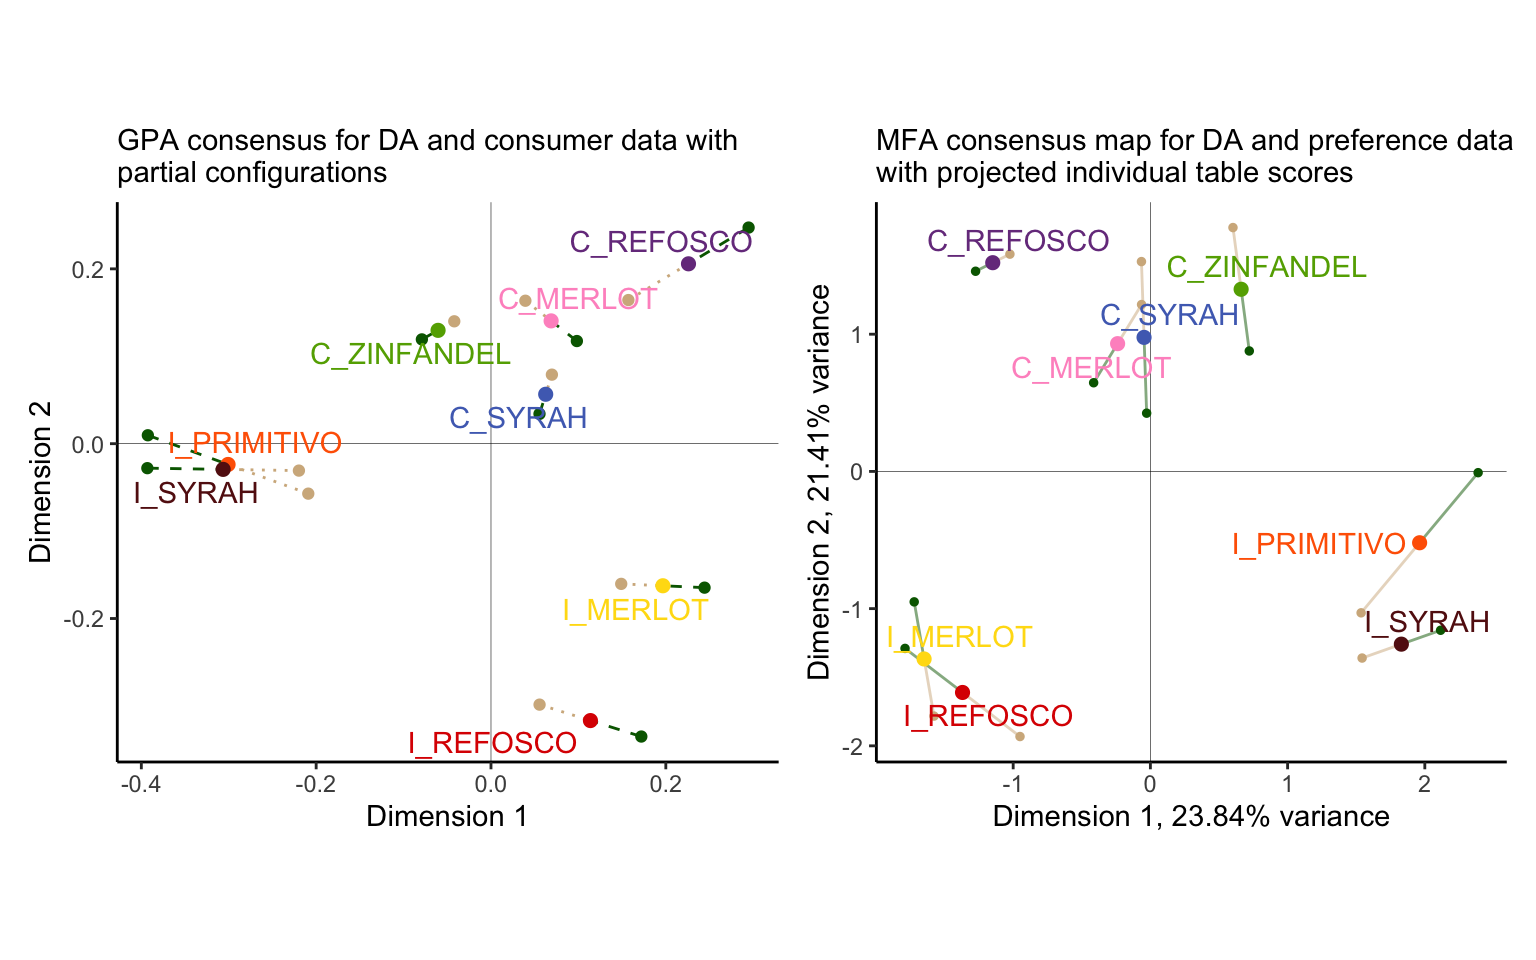 GPA consensus for DA and consumer data with
partial configurations
C_REFOSCO
0.2
C_MERLOT
C_ZINFANDEL
C_SYRAH
I_PRIMITIVO
0.0
I_SYRAH
Dimension 2
I_MERLOT
-0.2
I_REFOSCO
-0.4
-0.2
0.0
0.2
Dimension 1
MFA consensus map for DA and preference data
with projected individual table scores
C_REFOSCO
C_ZINFANDEL
C_SYRAH
1
C_MERLOT
0
Dimension 2, 21.41% variance
I_PRIMITIVO
-1
I_SYRAH
I_MERLOT
I_REFOSCO
-2
-1
0
1
2
Dimension 1, 23.84% variance